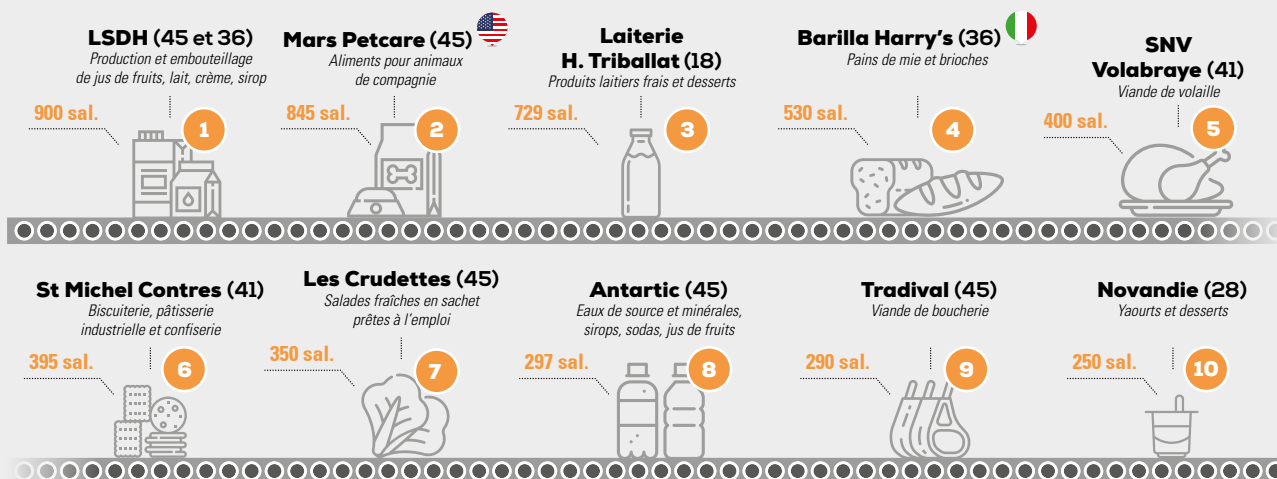 LSDH (45 et 36)
Production et embouteillage
de jus de fruits, lait, crème, sirop
900 sal.
1
Mars Petcare (45)
Aliments pour animaux
de compagnie
845 sal.
2
Laiterie
H. Triballat (18)
Produits laitiers frais et desserts
729 sal.
3
Barilla Harry's (36)
Pains de mie et brioches
530 sal.
4
SNV
Volabraye (41)
Viande de volaille
400 sal.
5
St Michel Contres (41)
Biscuiterie, pâtisserie
industrielle et confiserie
395 sal.
6
Les Crudettes (45)
Salades fraîches en sachet
prêtes à l'emploi
350 sal.
7
Antartic (45)
Eaux de source et minérales,
sirops, sodas, jus de fruits
297 sal.
8
Tradival (45)
Viande de boucherie
290 sal.
9
Novandie (28)
Yaourts et desserts
250 sal.
10